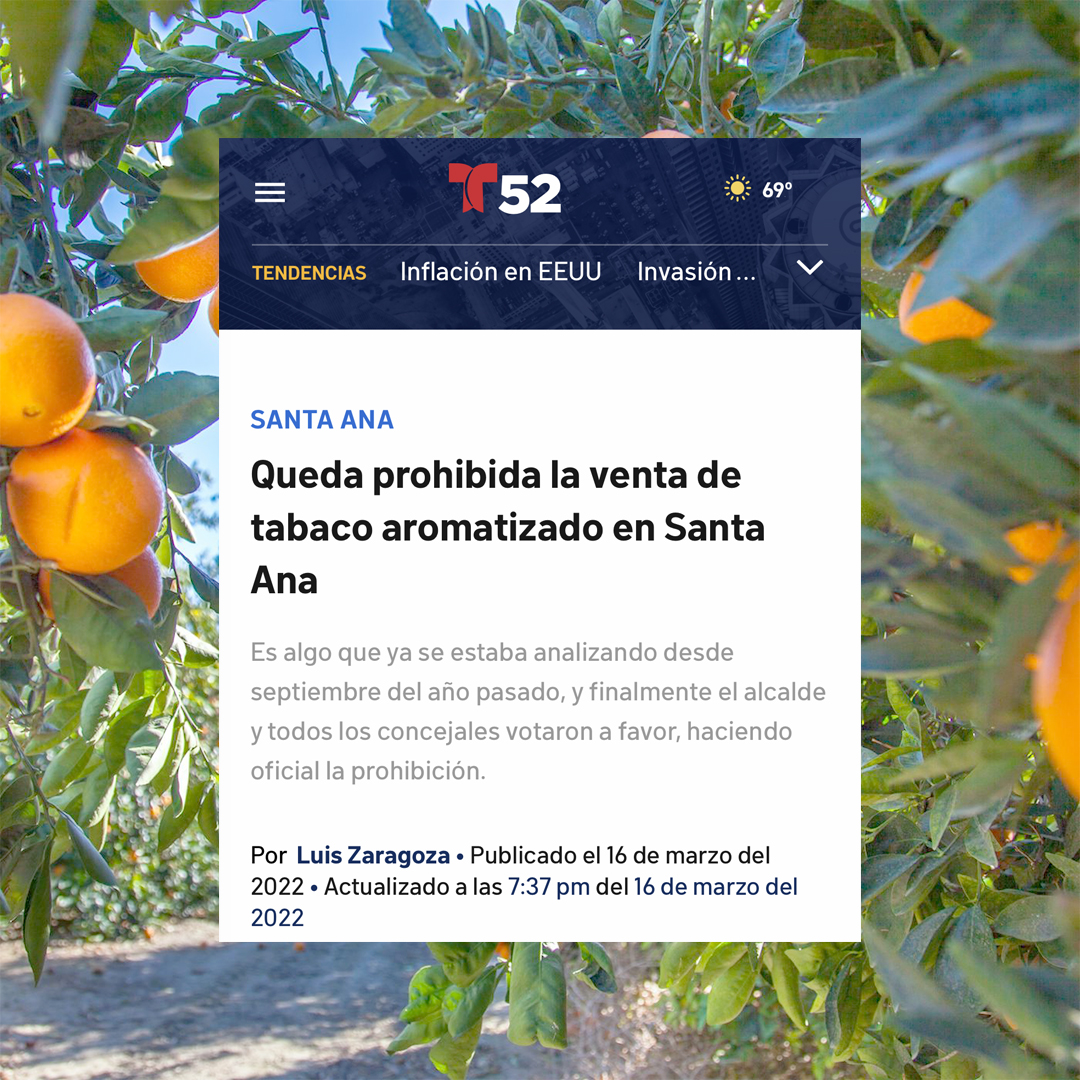 T52
69º
TENDENCIAS Inflación en EEUU Invasión ...
SANTA ANA
Queda prohibida la venta de
tabaco aromatizado en Santa
Ana
Es algo que ya se estaba analizando desde
septiembre del año pasado, y finalmente el alcalde
y todos los concejales votaron a favor, haciendo
oficial la prohibición.
Por Luis Zaragoza • Publicado el 16 de marzo del
2022 • Actualizado a las 7:37 pm del 16 de marzo del
2022